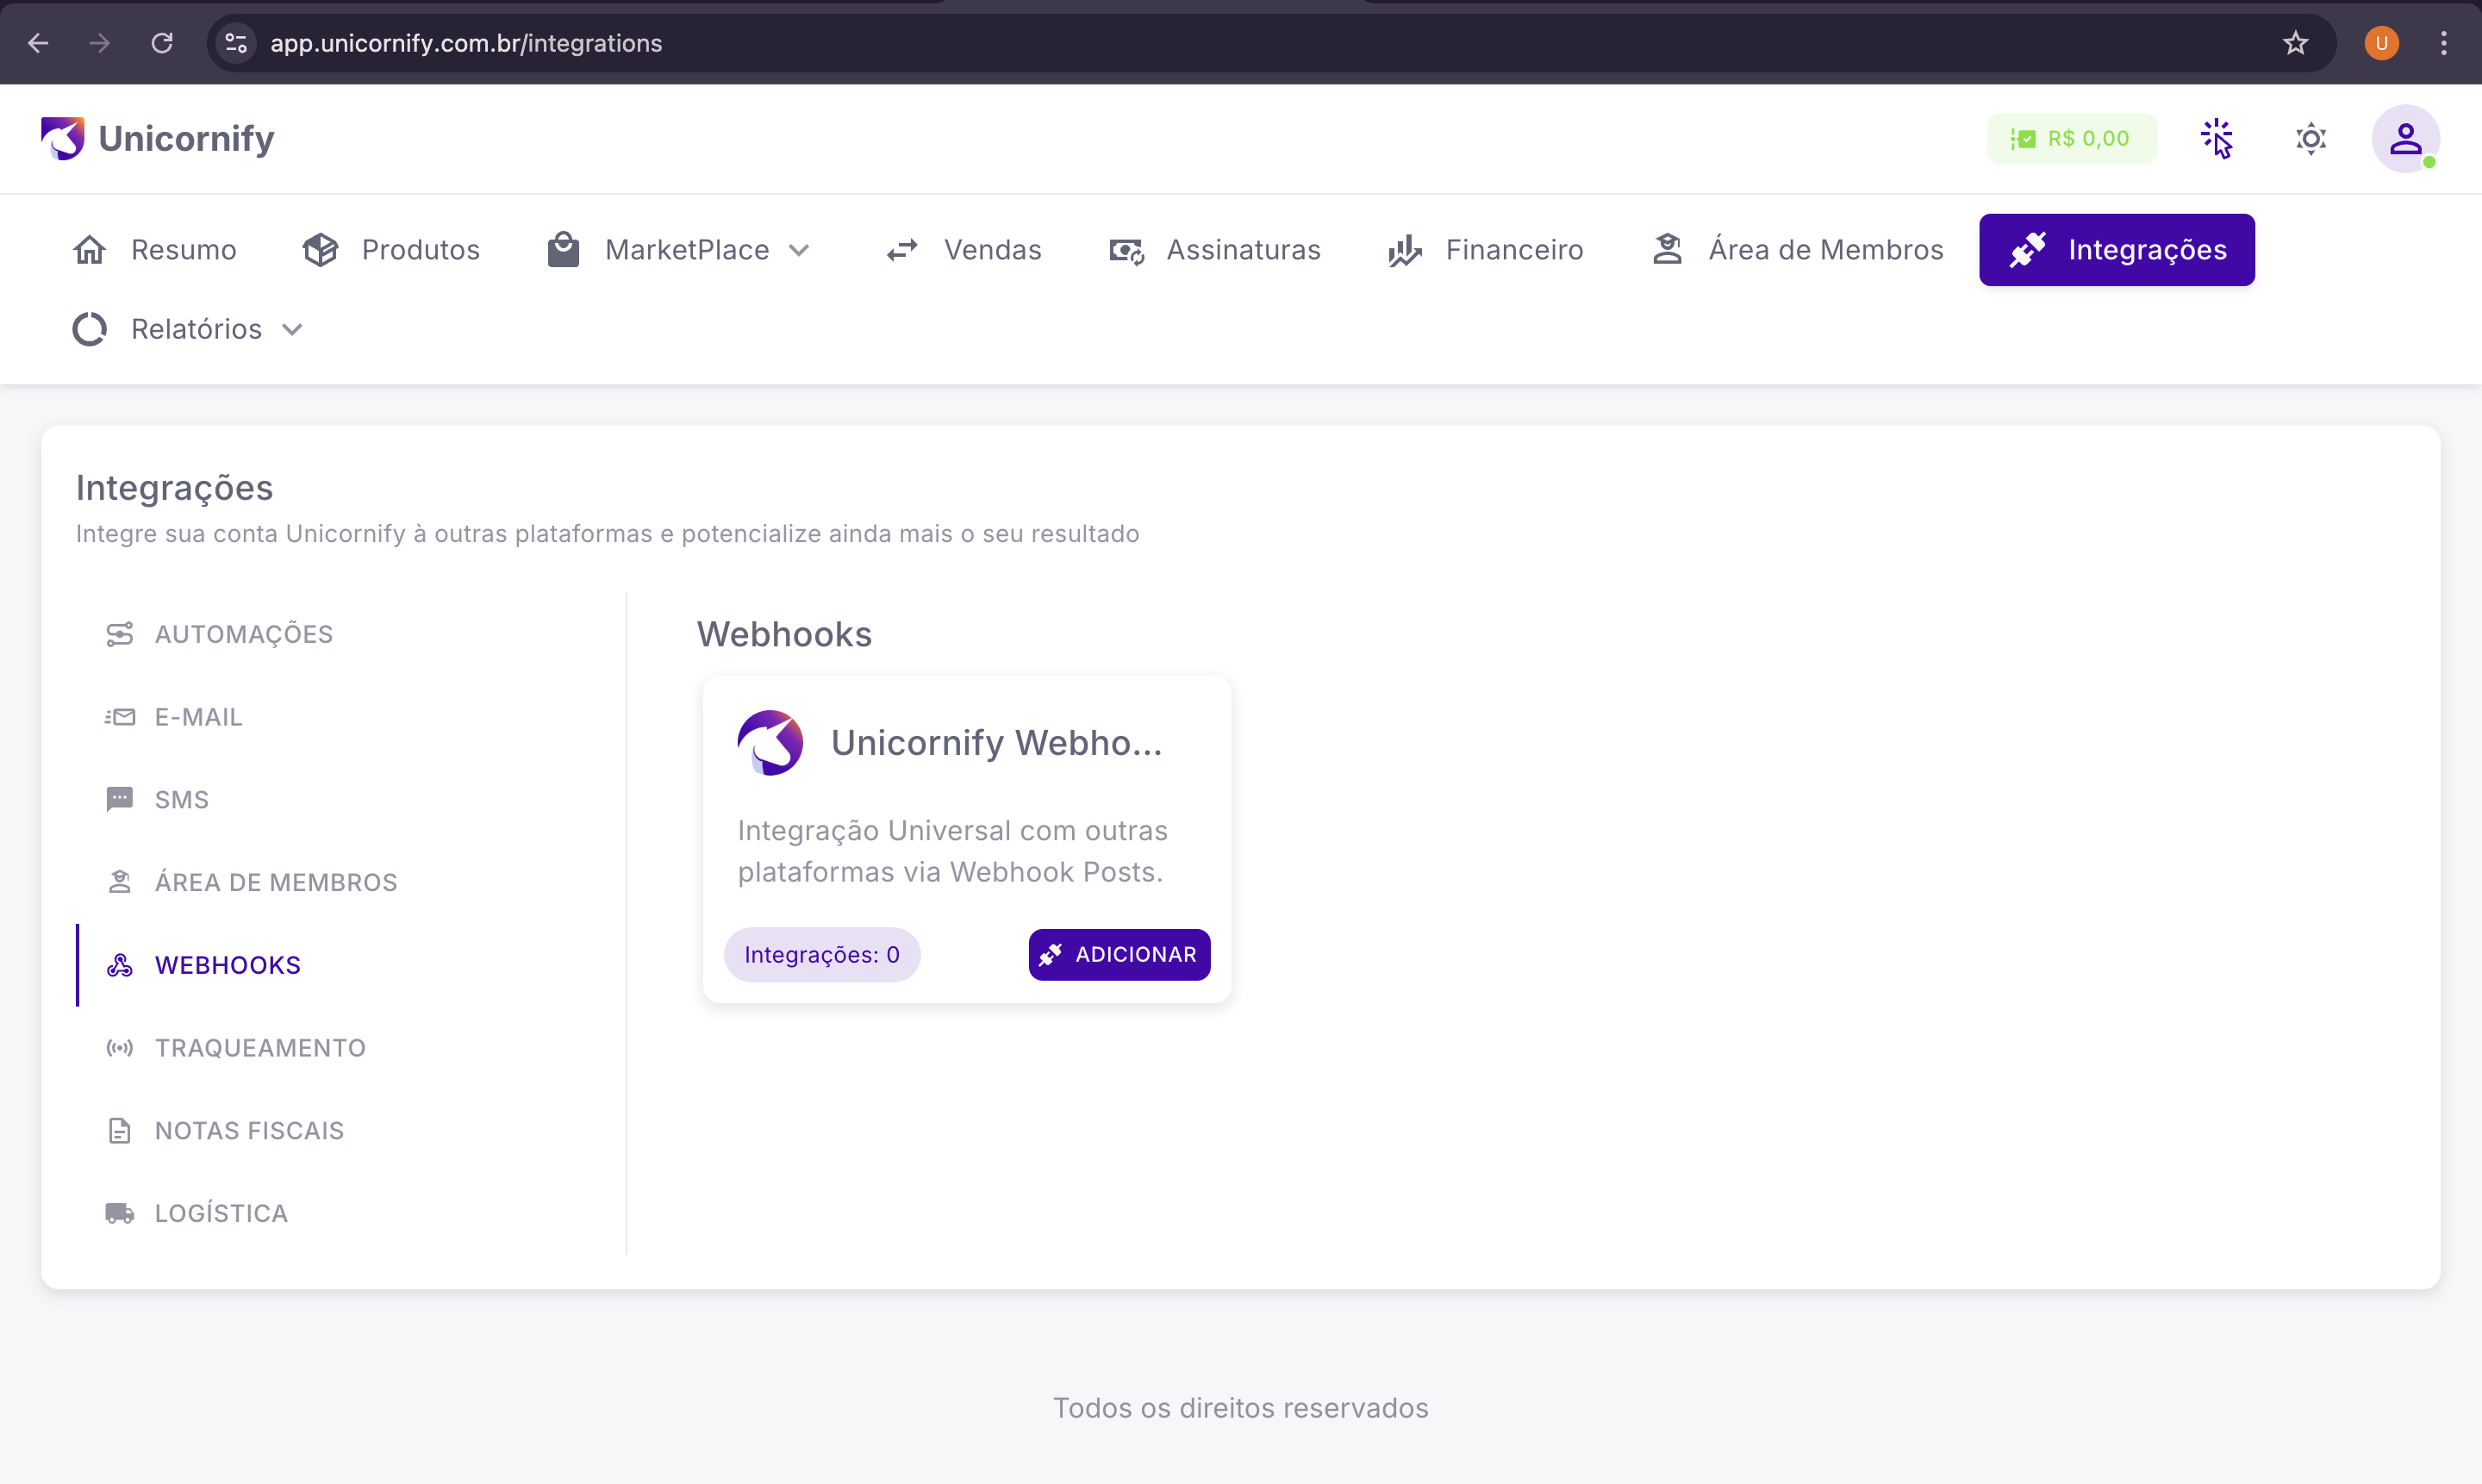 app.unicornify.com.br/integrations
U
Unicornify
R$ 0,00
Resumo
Produtos
MarketPlace
Vendas
Assinaturas
Financeiro
Área de Membros
Integrações
Relatórios
Integrações
Integre sua conta Unicornify à outras plataformas e potencialize ainda mais o seu resultado
AUTOMAÇÕES
E-MAIL
SMS
ÁREA DE MEMBROS
WEBHOOKS
TRAQUEAMENTO
NOTAS FISCAIS
LOGÍSTICA
Webhooks
Unicornify Webho...
Integração Universal com outras
plataformas via Webhook Posts.
Integrações: 0
ADICIONAR
Todos os direitos reservados